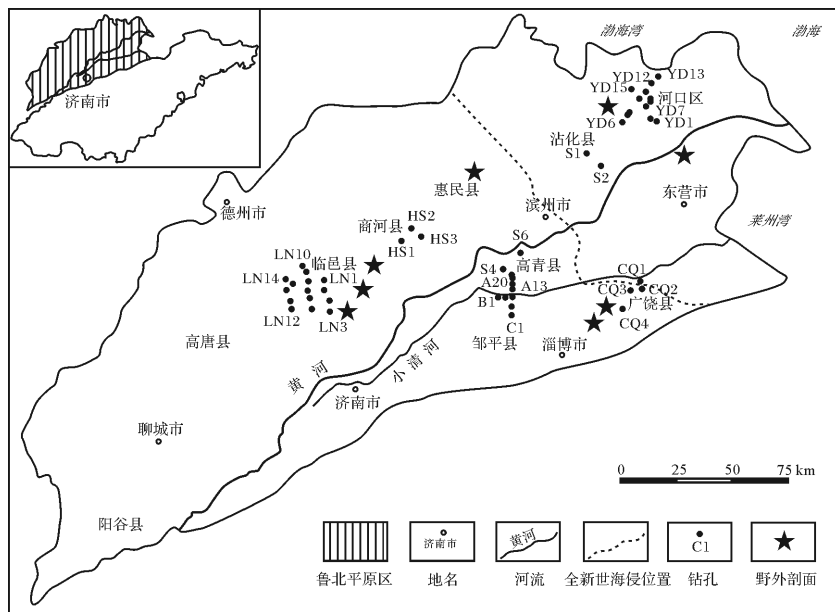 济南市
渤海湾
渤海
YD12
YD13
YD15
河口区
YD7
YD6
YD1
沾化县
S1
S2
惠民县
滨州市
东营市
莱州湾
德州市
商河县
HS2
HS1
HS3
S6
LN10
临邑县
LN14
LN1
LN12
LN3
S4
高青县
A20
A13
B1
C1
CQ1
CQ3
CQ2
广饶县
CQ4
高唐县
邹平县
淄博市
黄河
小清河
济南市
聊城市
阳谷县
0 25 50 75 km
济南市
黄河
C1
鲁北平原区
地名
河流
全新世海侵位置
钻孔
野外剖面